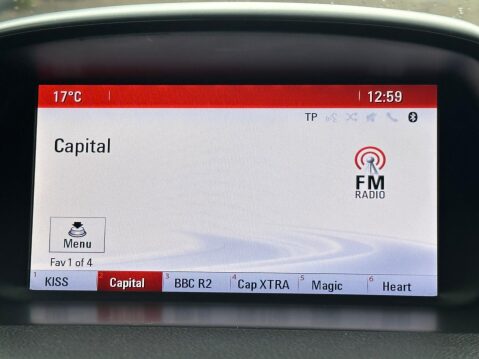 17°C 12:59
TP
Capital
FM
RADIO
Menu
Fav 1 of 4
1 KISS 2 Capital 3 BBC R2 4 Cap XTRA 5 Magic 6 Heart